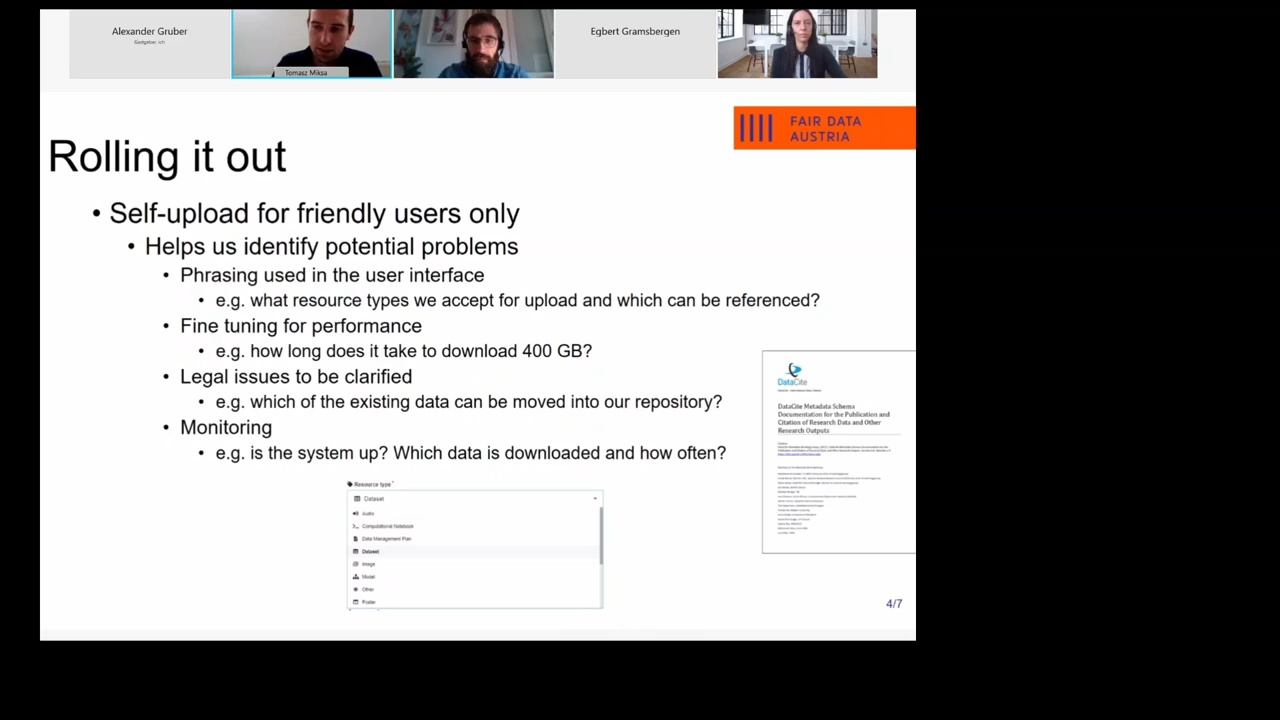 Alexander Gruber
Gastgeber, ich
Tomasz Miksa
Egbert Gramsbergen
FAIR DATA
AUSTRIA
Rolling it out
• Self-upload for friendly users only
• Helps us identify potential problems
• Phrasing used in the user interface
• e.g. what resource types we accept for upload and which can be referenced?
• Fine tuning for performance
• e.g. how long does it take to download 400 GB?
• Legal issues to be clarified
• e.g. which of the existing data can be moved into our repository?
• Monitoring
• e.g. is the system up? Which data is downloaded and how often?
DataCite
DataCite Metadata Schema
Documentation for the Publication and
Citation of Research Data and Other
Research Outputs
Resource type*
Dataset
Audio
Computational Notebook
Data Management Plan
Dataset
Image
Model
Other
Poster
4/7